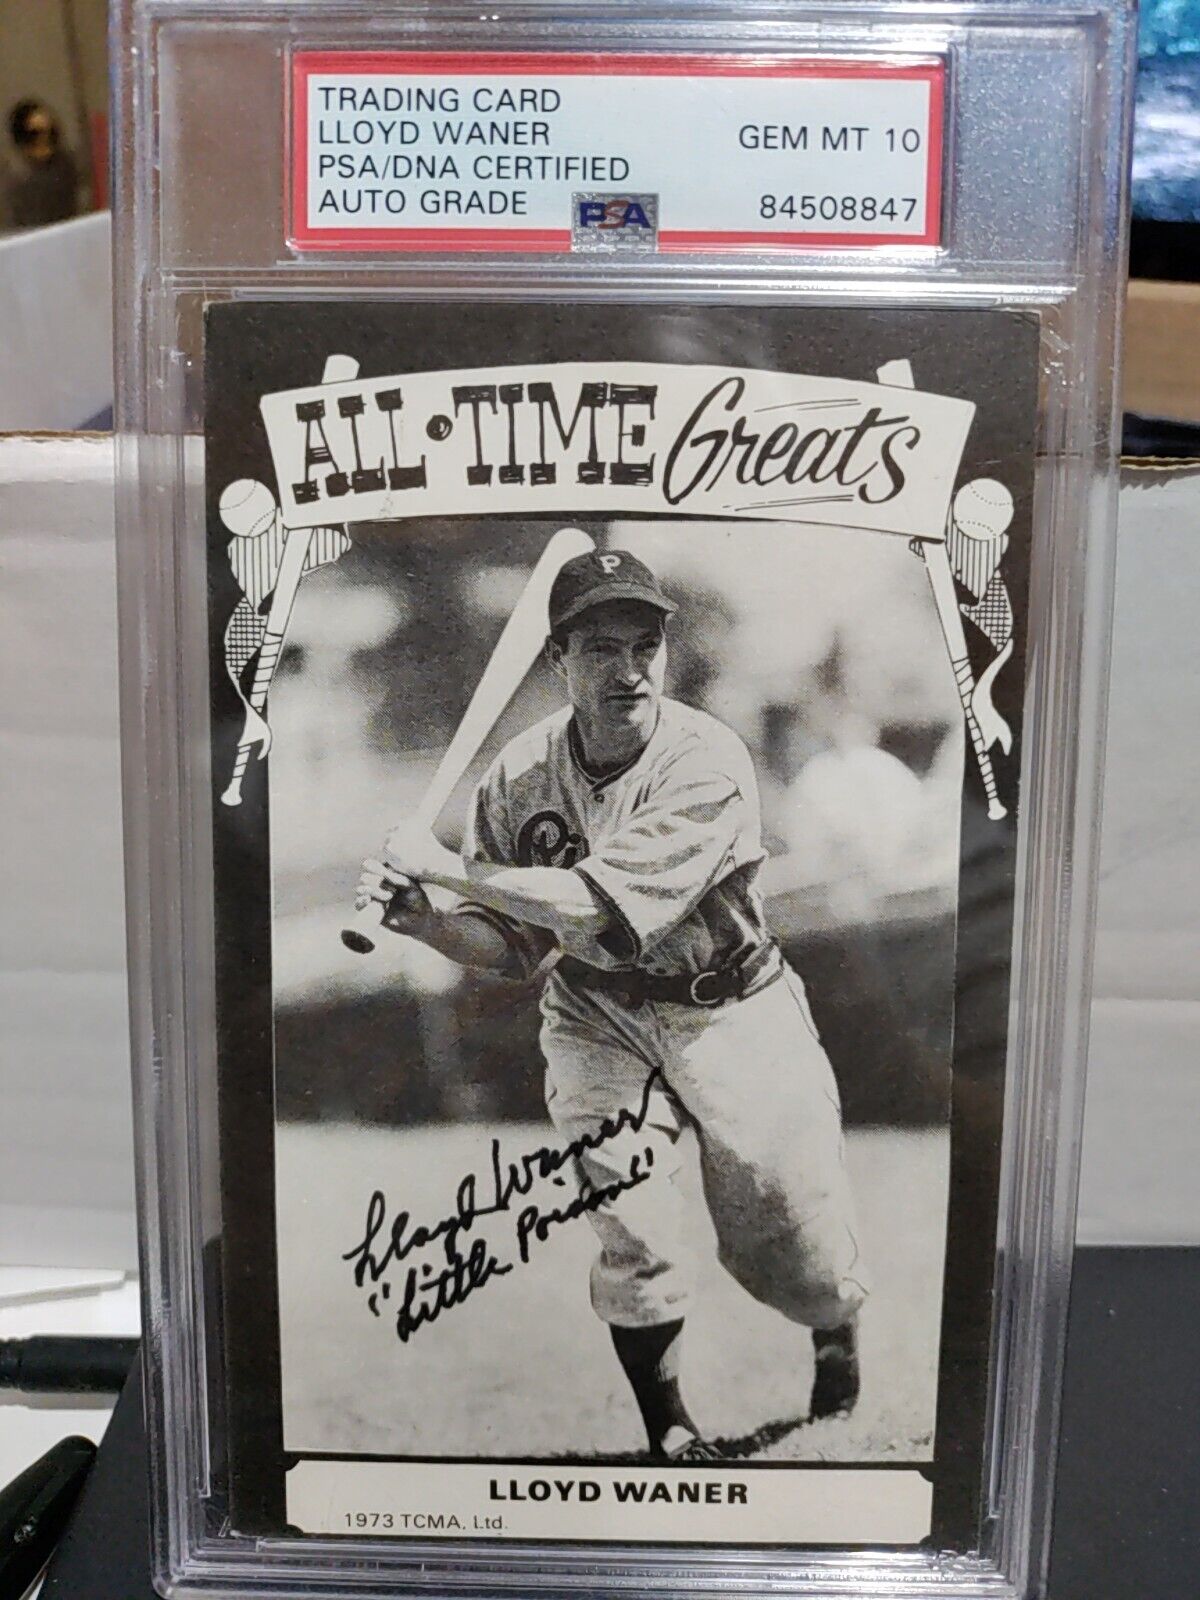 TRADING CARD
LLOYD WANER
PSA/DNA CERTIFIED
AUTO GRADE
GEM MT 10
84508847
PSA
ALL·TIME Greats
P
Pi
Lloyd Waner
"Little Poison"
LLOYD WANER
1973 TCMA, Ltd.